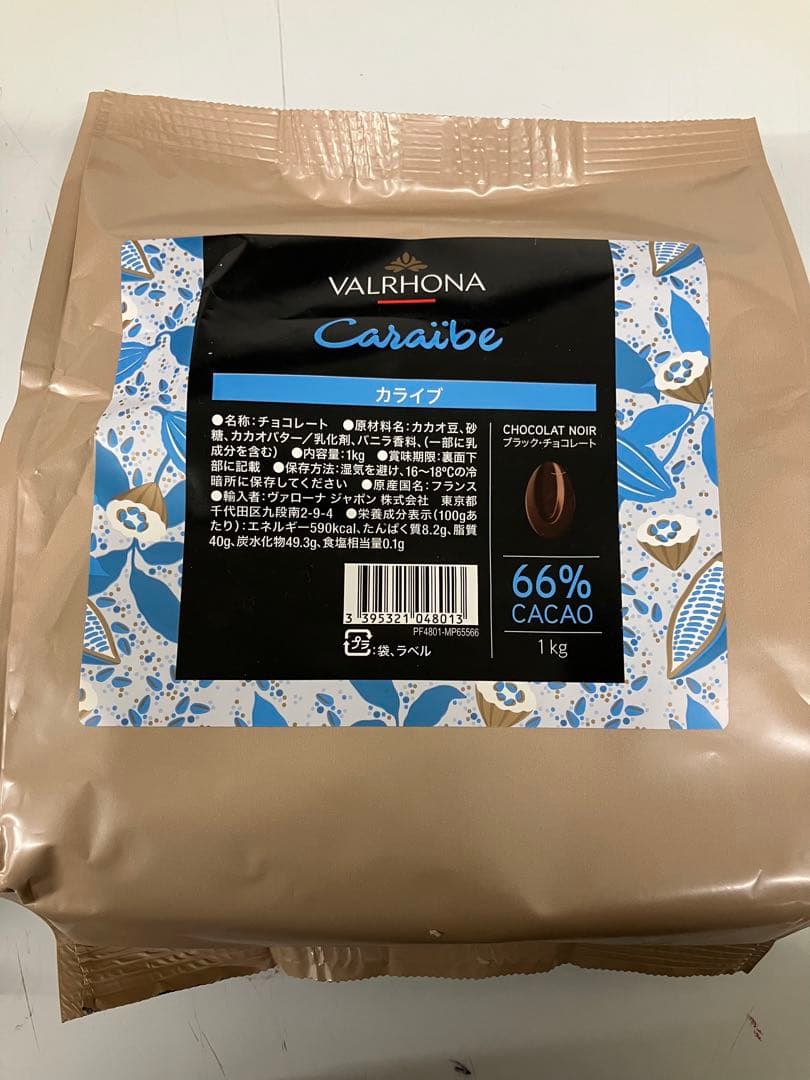 VALRHONA
Caraïbe
カライブ
●名称:チョコレート ●原材料名:カカオ豆、砂
糖、カカオバター/乳化剤、バニラ香料、(一部に乳
成分を含む) ●内容量:1kg ●賞味期限:裏面下
部に記載 ●保存方法:湿気を避け、16~18℃の冷
暗所に保存してください ●原産国名:フランス
●輸入者:ヴァローナ ジャポン 株式会社 東京都
千代田区九段南2-9-4 ●栄養成分表示(100gあ
たり):エネルギー590kcal、たんぱく質8.2g、脂質
40g、炭水化物49.3g、食塩相当量0.1g
3 395321 048013
PF4801-MP65566
プラ:袋、ラベル
CHOCOLAT NOIR
ブラック・チョコレート
66%
CACAO
1kg